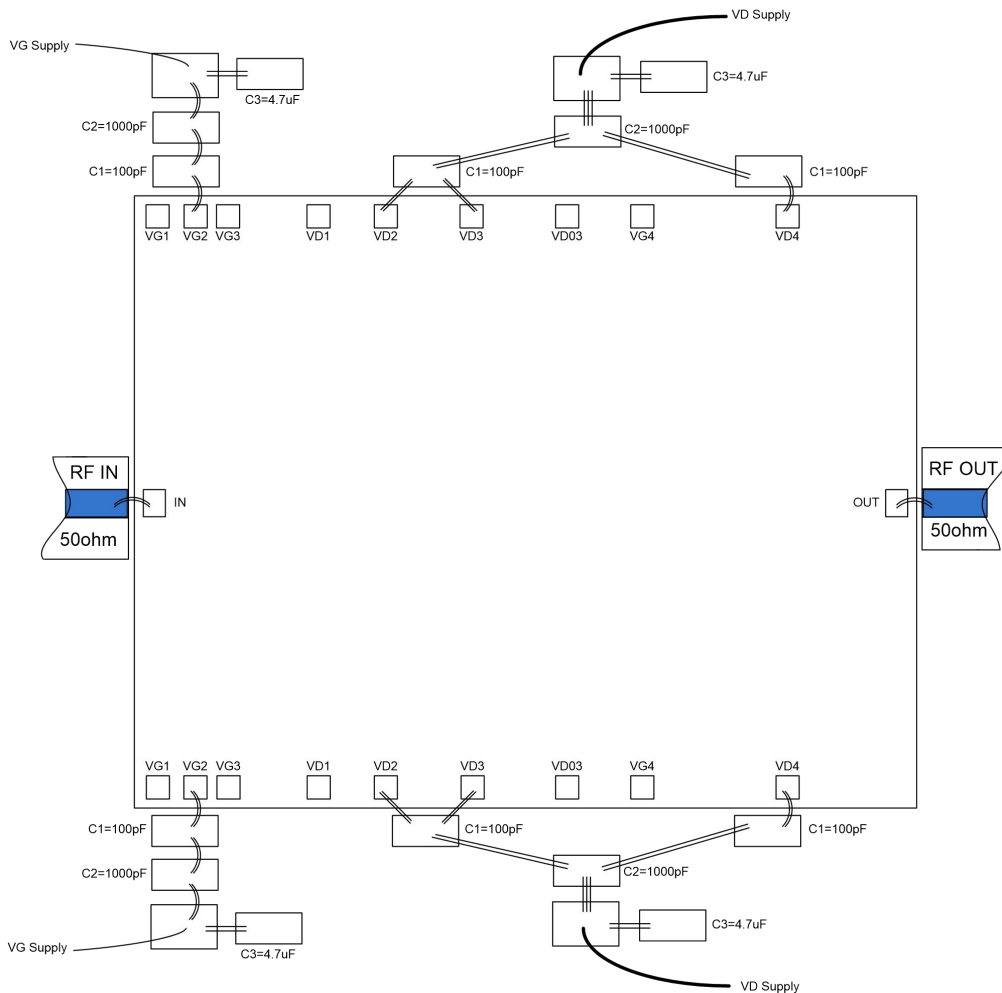 VD Supply
VG Supply
C3=4.7uF
C3=4.7uF
C2=1000pF
C2=1000pF
C1=100pF
C1=100pF
C1=100pF
VG1
VG2
VG3
VD1
VD2
VD3
VD03
VG4
VD4
RF IN
IN
50ohm
RF OUT
OUT
50ohm
VG1
VG2
VG3
VD1
VD2
VD3
VD03
VG4
VD4
C1=100pF
C1=100pF
C1=100pF
C2=1000pF
C2=1000pF
C3=4.7uF
C3=4.7uF
VG Supply
VD Supply